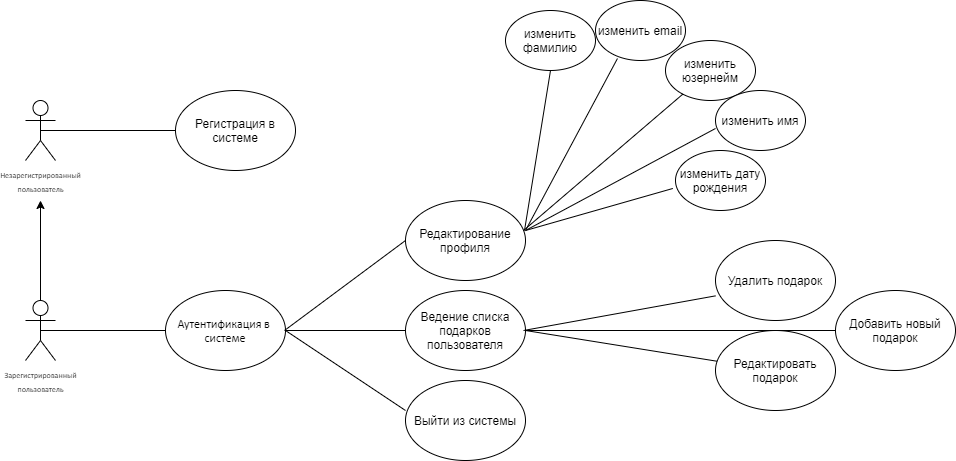 изменить
фамилию
изменить email
изменить
юзернейм
изменить имя
изменить дату
рождения
Регистрация в
системе
Незарегистрированный
пользователь
Редактирование
профиля
Удалить подарок
Аутентификация в
системе
Ведение списка
подарков
пользователя
Добавить новый
подарок
Редактировать
подарок
Зарегистрированный
пользователь
Выйти из системы